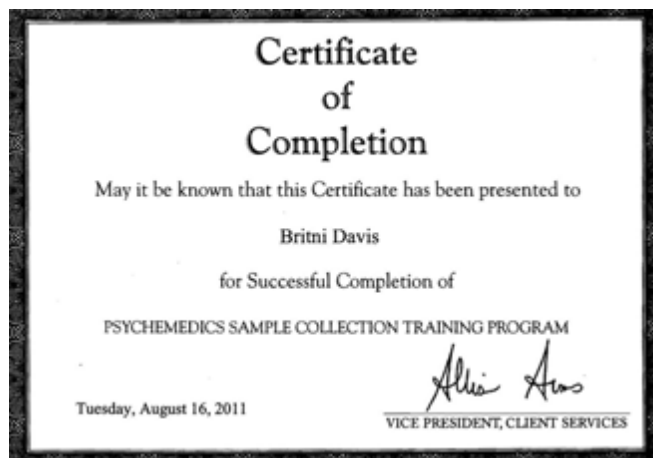 Certificate
of
Completion
May it be known that this Certificate has been presented to
Britni Davis
for Successful Completion of
PSYCHEMEDICS SAMPLE COLLECTION TRAINING PROGRAM
Tuesday, August 16, 2011
VICE PRESIDENT, CLIENT SERVICES